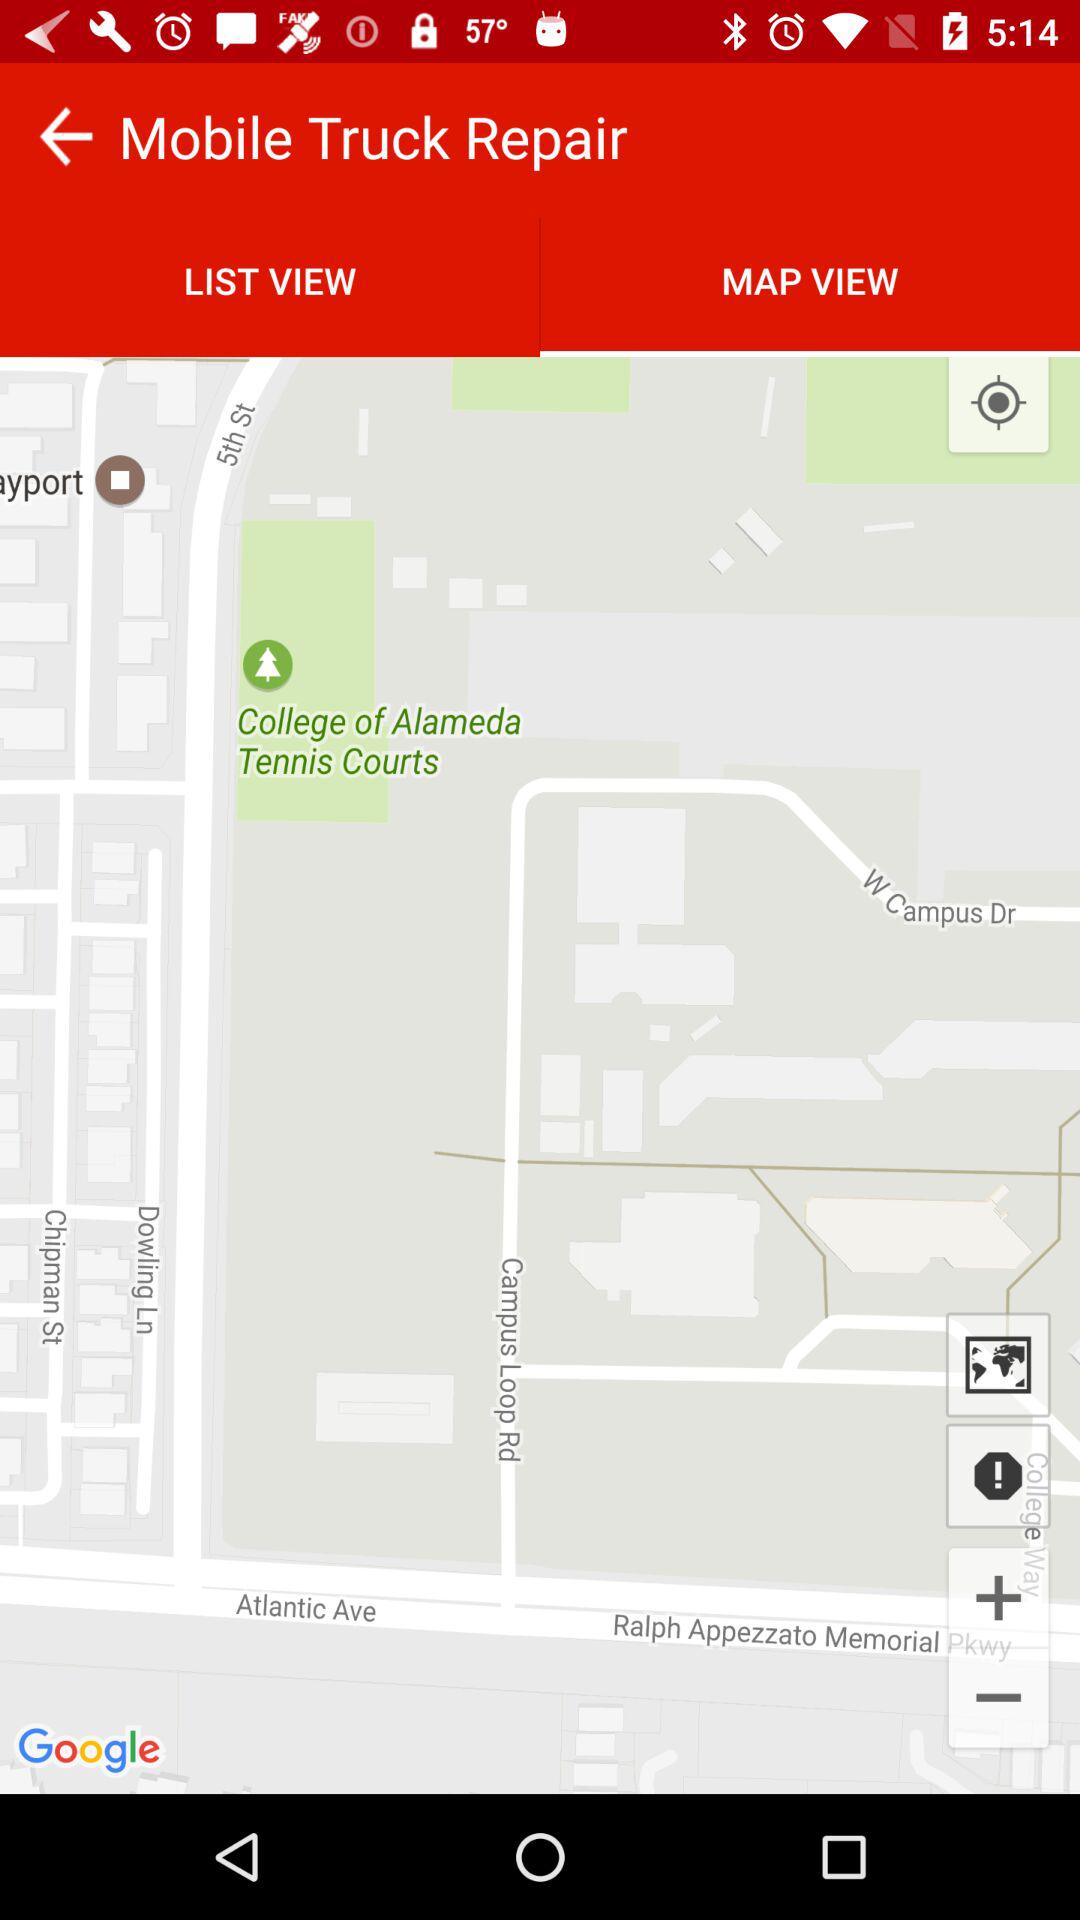 FAKE
57°
5:14
Mobile Truck Repair
LIST VIEW
MAP VIEW
5th St
ayport
College of Alameda
Tennis Courts
W Campus Dr
Chipman St
Dowling Ln
Campus Loop Rd
College Way
Atlantic Ave
Ralph Appezzato Memorial Pkwy
Google